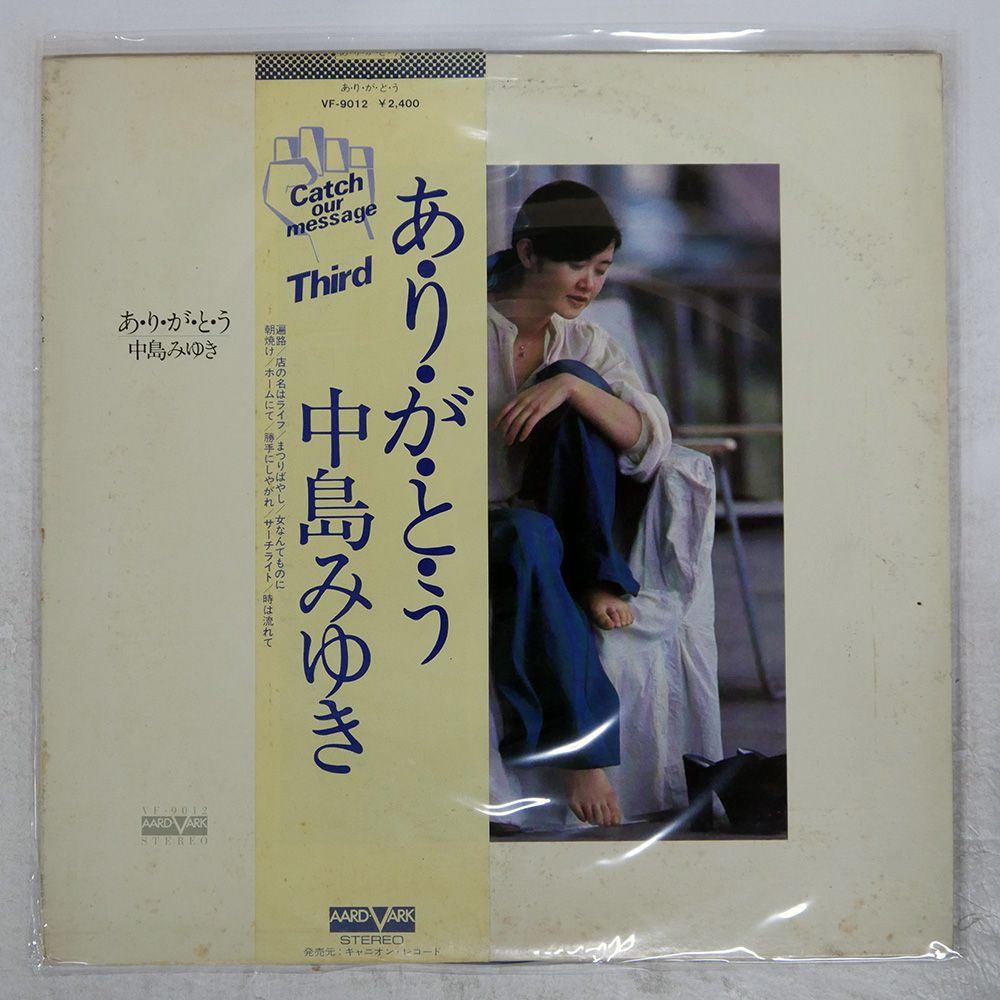 あ・り・が・と・う
VF-9012 ¥2,400
Catch
our
message
Third
あ・り・が・と・う
中島みゆき
遍路/店の名はライフ/まつりばやし/女なんてものに
朝焼け/ホームにて/勝手にしやがれ/サーチライト/時は流れて
AARD-VARK
STEREO
発売元:キャニオン・レコード
あ・り・が・と・う
中島みゆき
VF-9012
AARD-VARK
STEREO